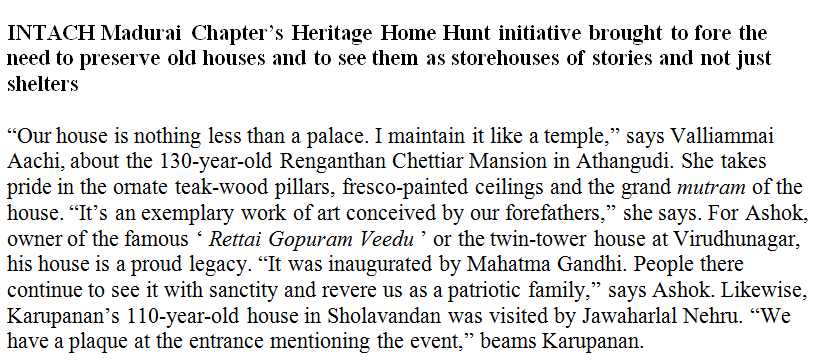 INTACH Madurai Chapter’s Heritage Home Hunt initiative brought to fore the
need to preserve old houses and to see them as storehouses of stories and not just
shelters
“Our house is nothing less than a palace. I maintain it like a temple,” says Valliammai
Aachi, about the 130-year-old Renganthan Chettiar Mansion in Athangudi. She takes
pride in the ornate teak-wood pillars, fresco-painted ceilings and the grand mutram of the
house. “It’s an exemplary work of art conceived by our forefathers,” she says. For Ashok,
owner of the famous ‘ Rettai Gopuram Veedu ’ or the twin-tower house at Virudhunagar,
his house is a proud legacy. “It was inaugurated by Mahatma Gandhi. People there
continue to see it with sanctity and revere us as a patriotic family,” says Ashok. Likewise,
Karupanan’s 110-year-old house in Sholavandan was visited by Jawaharlal Nehru. “We
have a plaque at the entrance mentioning the event,” beams Karupanan.